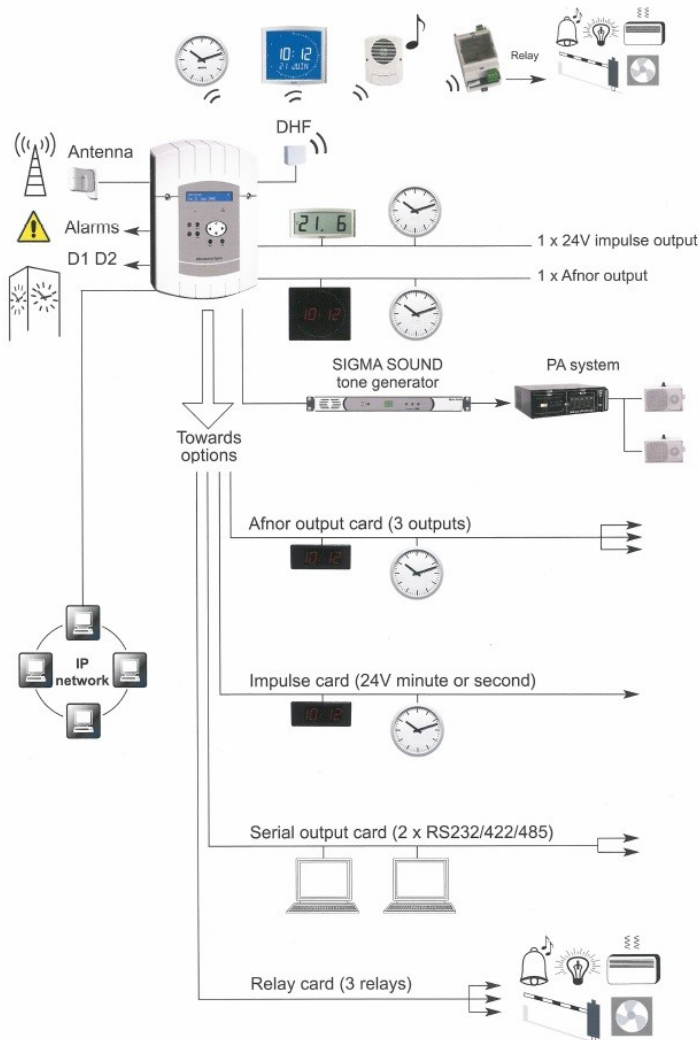 10:12
21 JUIN
Relay
DHF
Antenna
21. 6
Alarms
1 x 24V impulse output
D1 D2
1 x Afnor output
10:12
SIGMA SOUND
tone generator
PA system
Towards
options
Afnor output card (3 outputs)
10:12
IP
network
Impulse card (24V minute or second)
10:12
Serial output card (2 x RS232/422/485)
Relay card (3 relays)